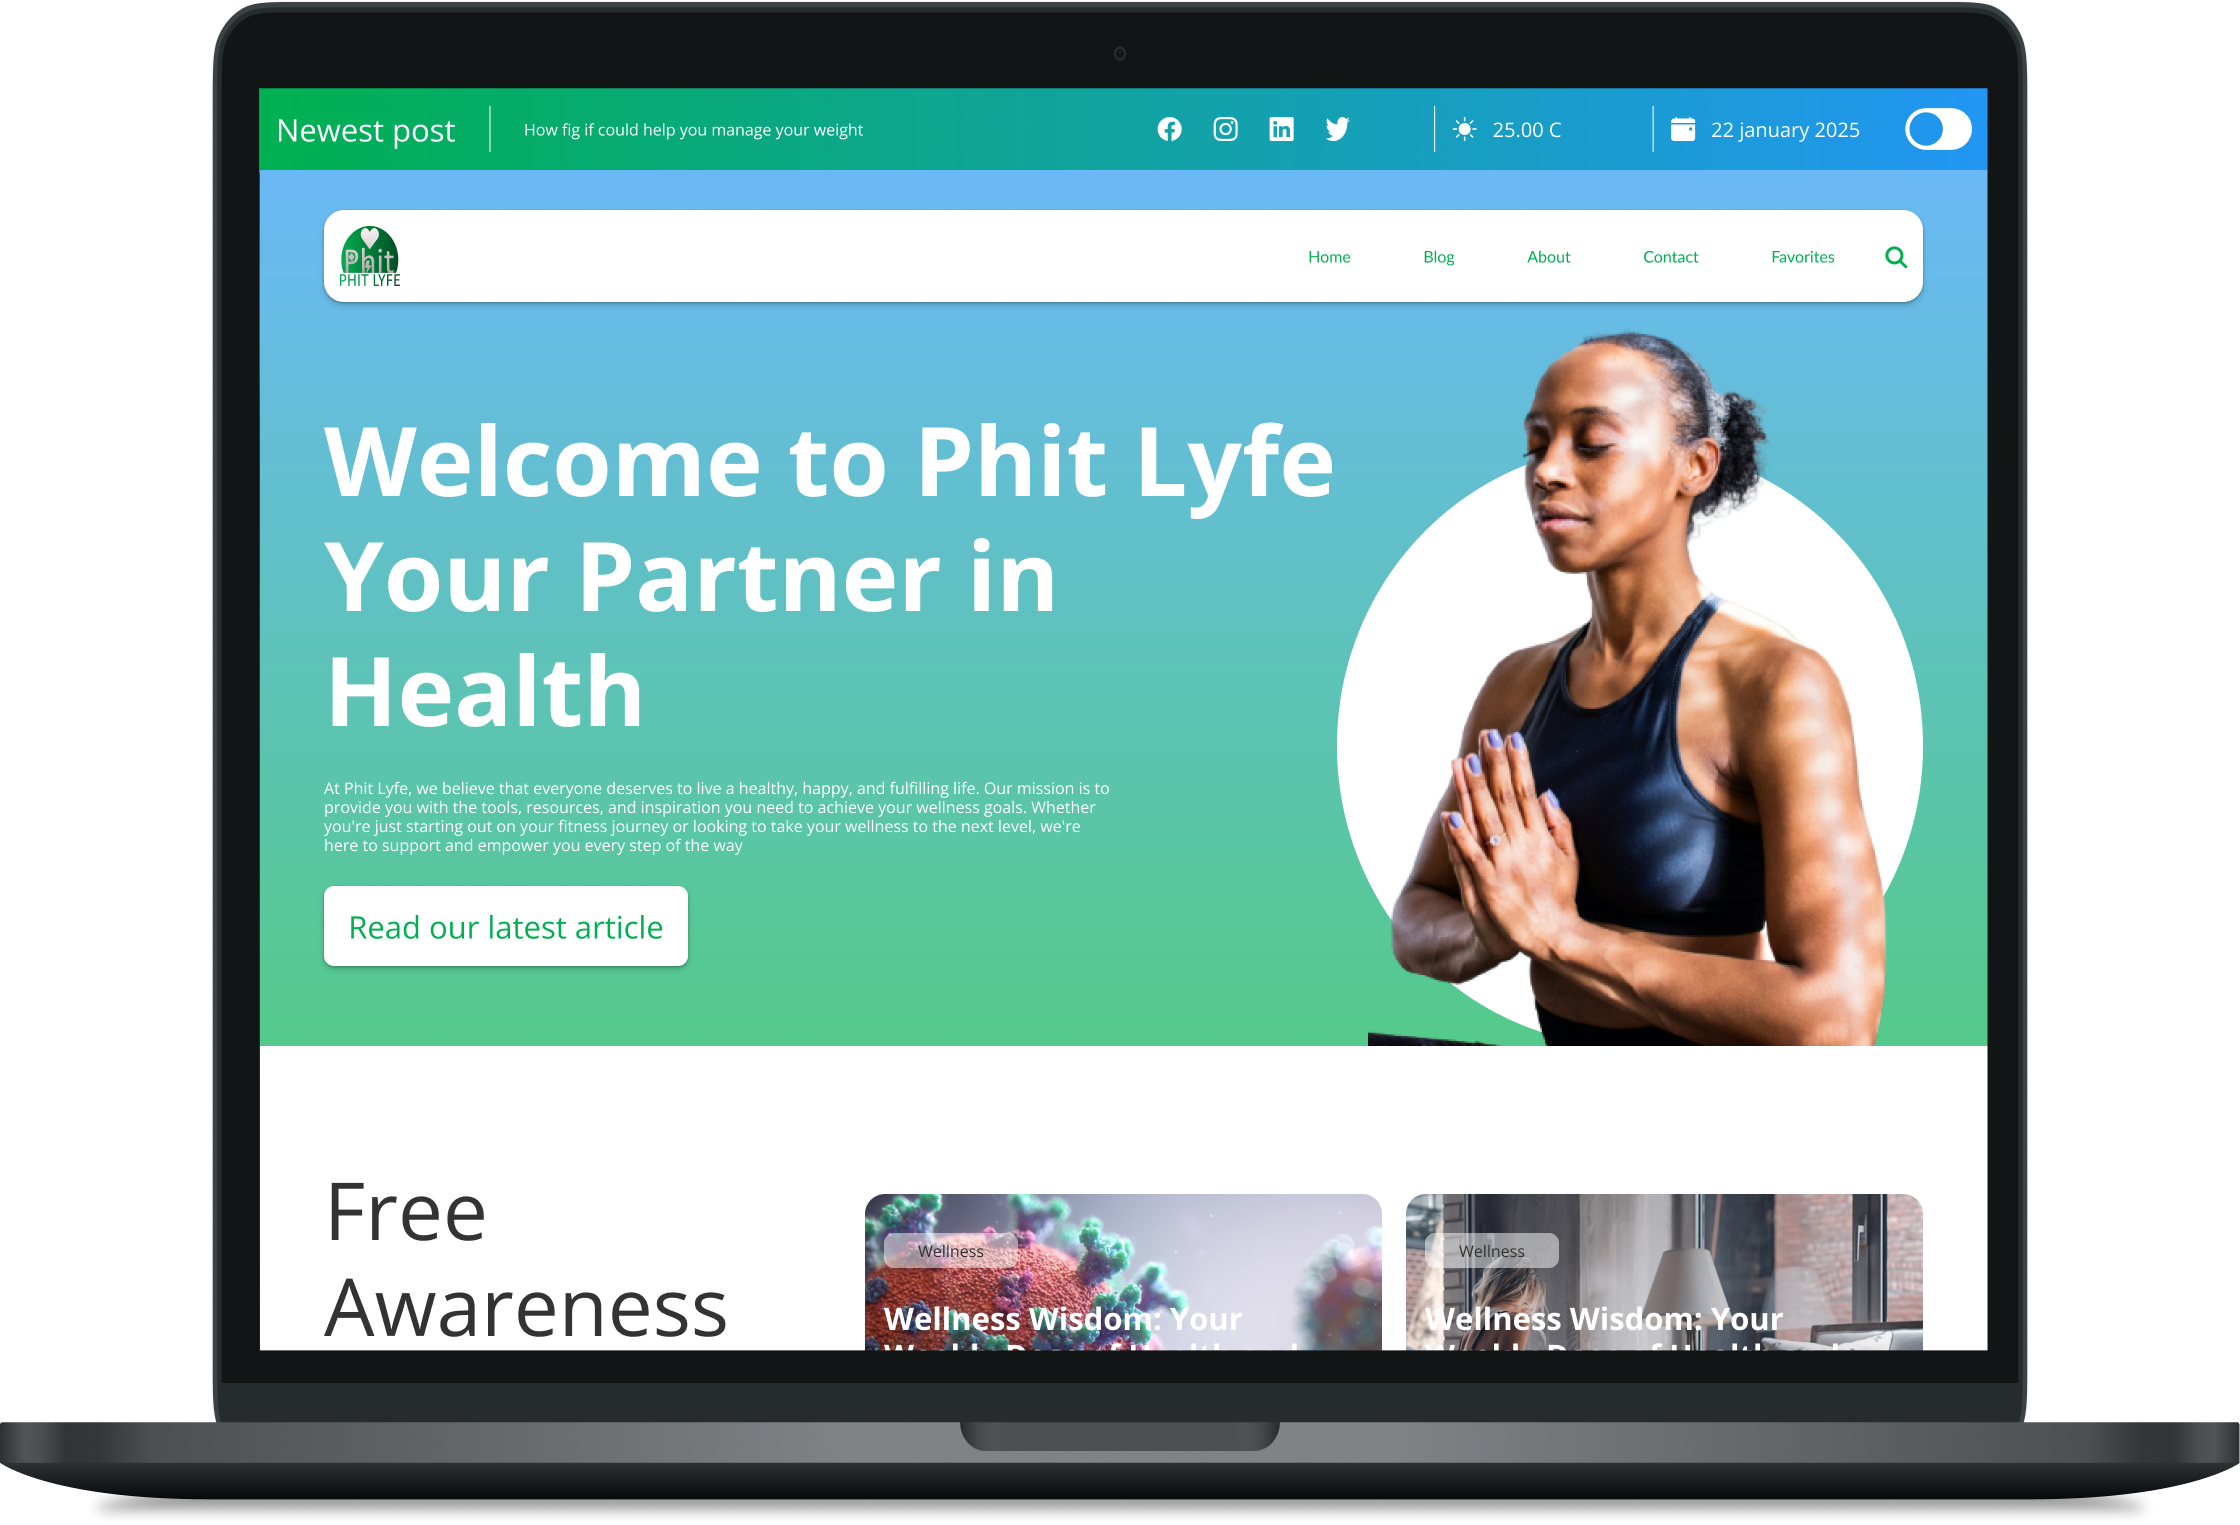 Newest post
How fig if could help you manage your weight
25.00 C
22 january 2025
Phit
PHIT LYFE
Home
Blog
About
Contact
Favorites
Welcome to Phit Lyfe
Your Partner in
Health
At Phit Lyfe, we believe that everyone deserves to live a healthy, happy, and fulfilling life. Our mission is to
provide you with the tools, resources, and inspiration you need to achieve your wellness goals. Whether
you're just starting out on your fitness journey or looking to take your wellness to the next level, we're
here to support and empower you every step of the way
Read our latest article
Free
Awareness
Wellness
Wellness Wisdom: Your
Wellness
Wellness Wisdom: Your